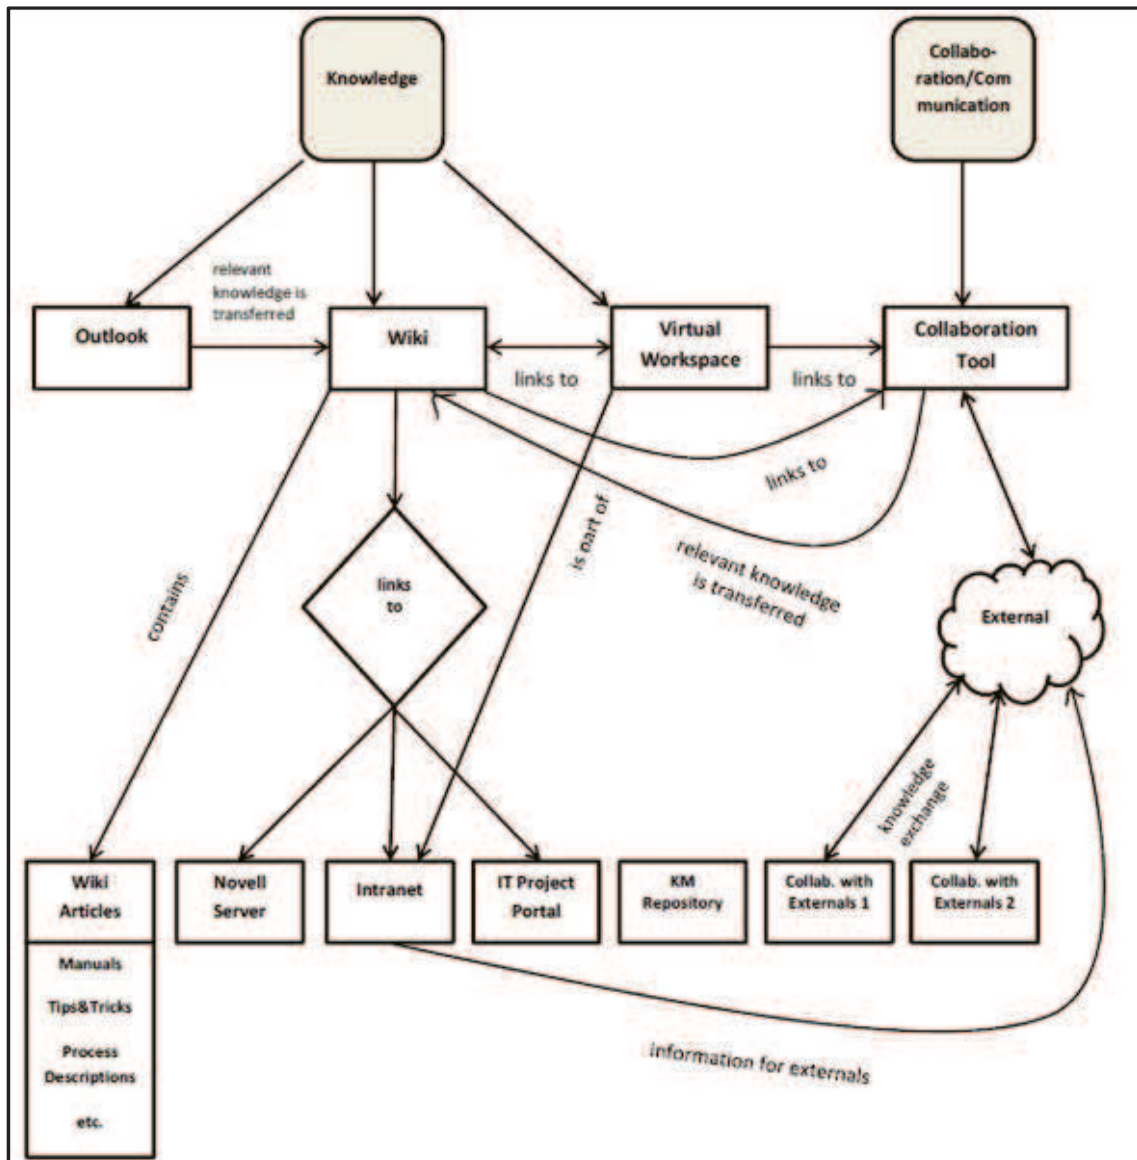 Knowledge
Collabo-
ration/Com
munication
relevant
knowledge is
transferred
Outlook
Wiki
Virtual
Workspace
Collaboration
Tool
links to
links to
links to
is part of
relevant knowledge
is transferred
contains
links
to
External
knowledge
exchange
Wiki
Articles
Novell
Server
Intranet
IT Project
Portal
KM
Repository
Collab. with
Externals 1
Collab. with
Externals 2
Manuals
Tips&Tricks
Process
Descriptions
etc.
information for externals